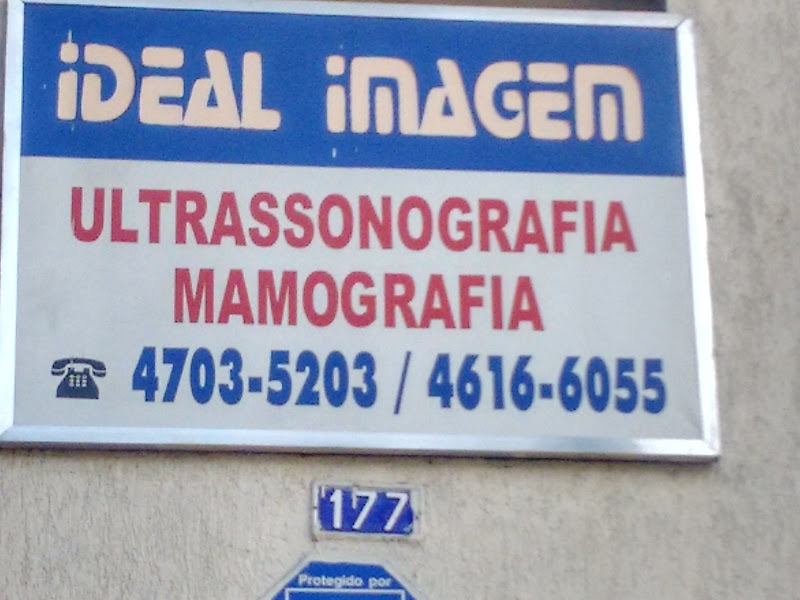 iDEAL iMAGEM
ULTRASSONOGRAFIA
MAMOGRAFIA
4703-5203 / 4616-6055
177
Protegido por